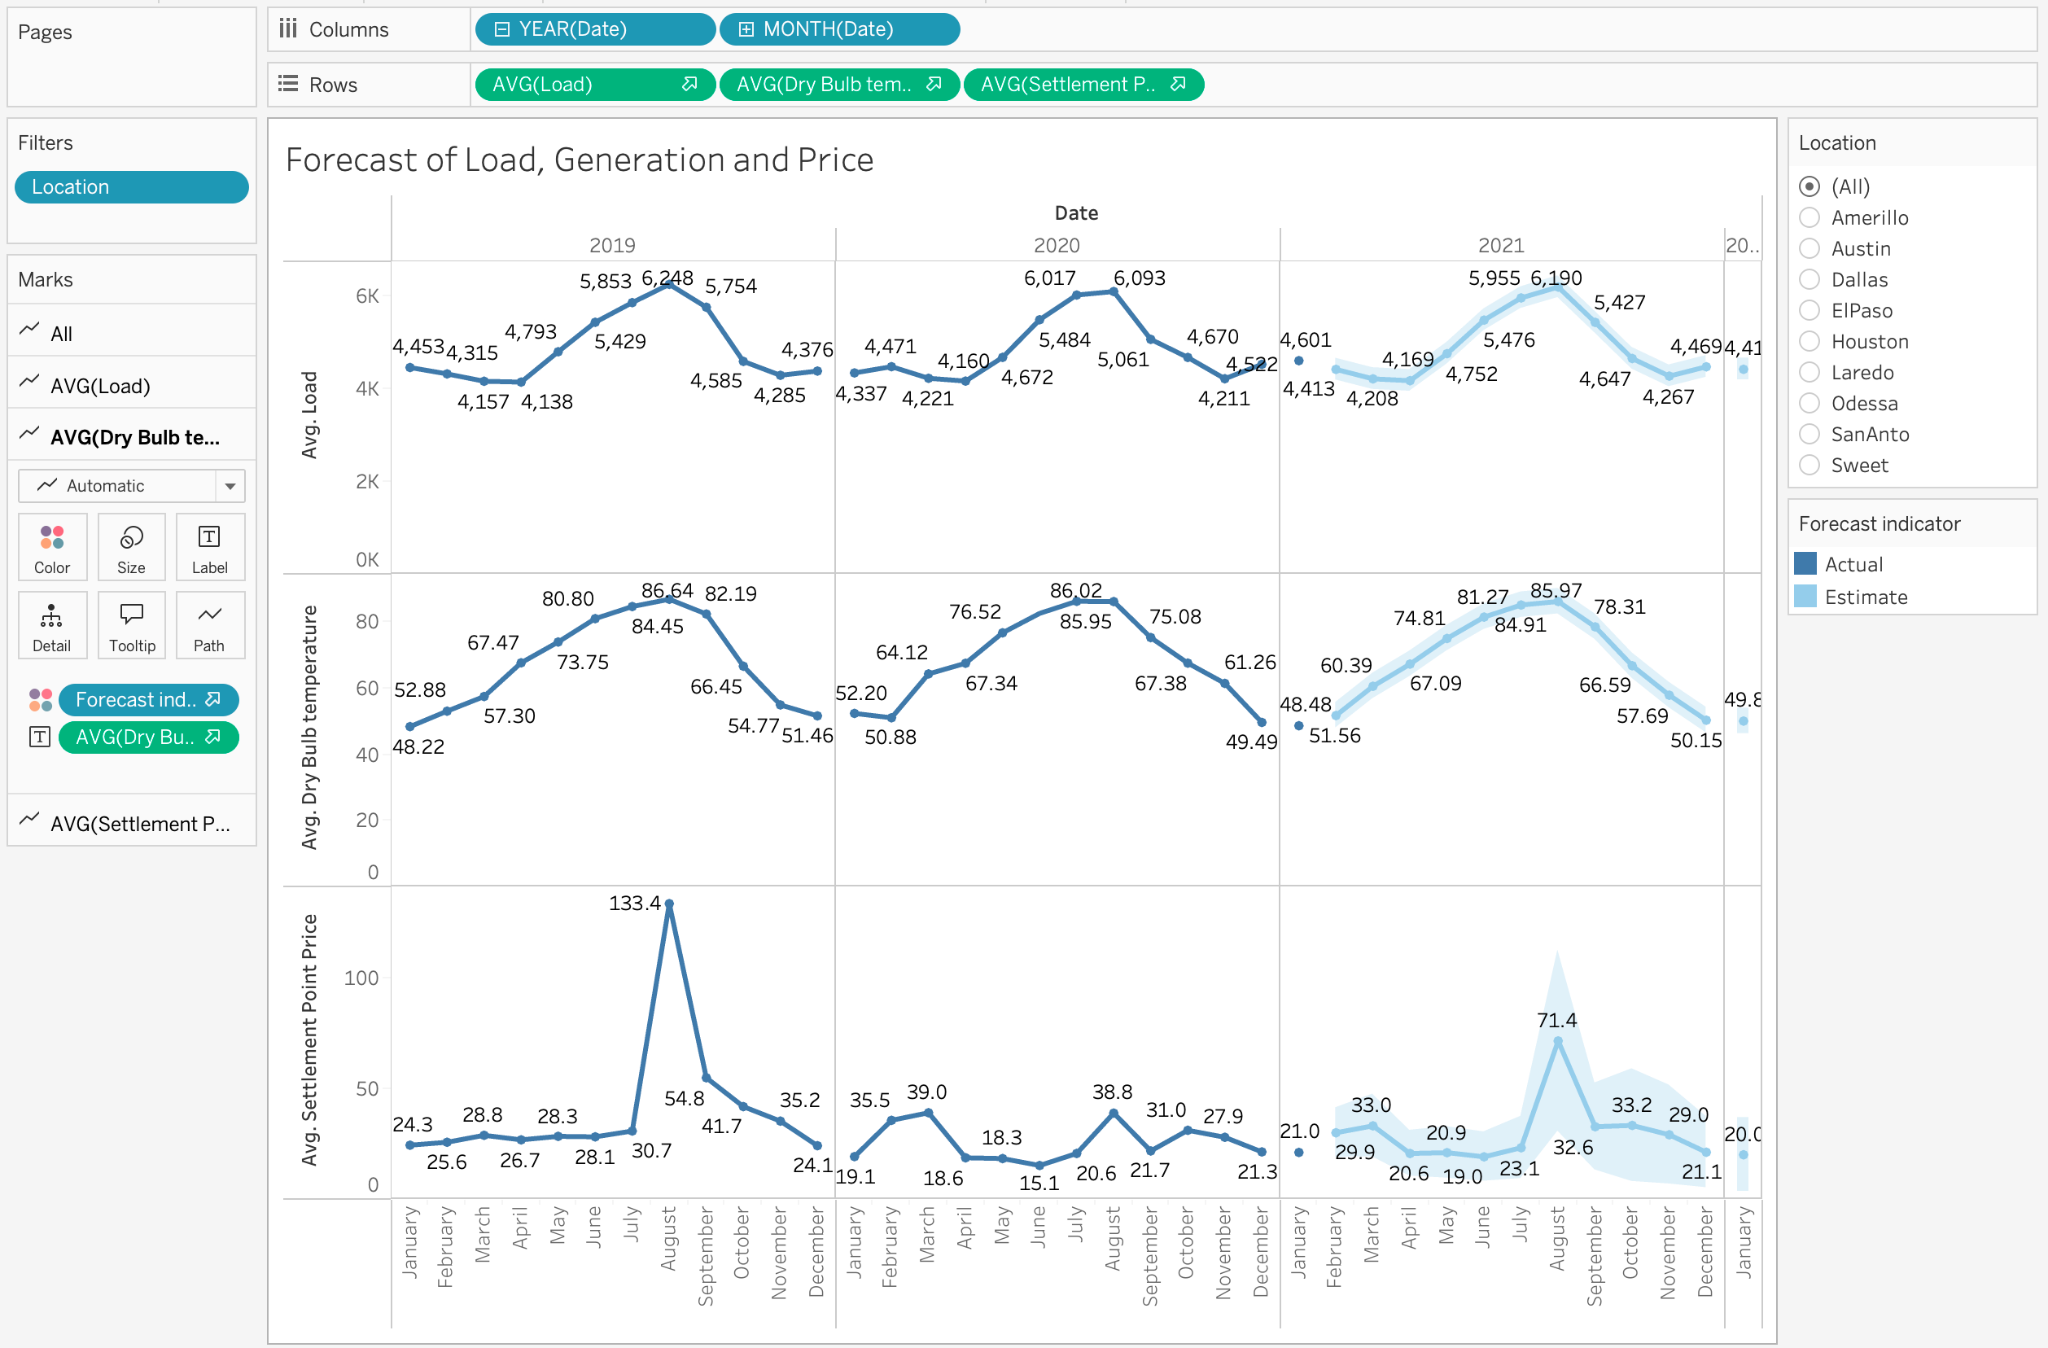 Pages
Columns
YEAR(Date)
MONTH(Date)
Rows
AVG(Load)
AVG(Dry Bulb tem..
AVG(Settlement P..
Filters
Location
Marks
All
AVG(Load)
AVG(Dry Bulb te...
Automatic
Color
Size
Label
Detail
Tooltip
Path
Forecast ind..
AVG(Dry Bu..
AVG(Settlement P...
Forecast of Load, Generation and Price
Date
2019
2020
2021
20..
Avg. Load
6K
4K
2K
0K
4,453
4,315
4,157
4,138
4,793
5,429
5,853
6,248
5,754
4,585
4,285
4,376
4,337
4,471
4,221
4,160
4,672
5,484
6,017
6,093
5,061
4,670
4,211
4,522
4,601
4,413
4,208
4,169
4,752
5,476
5,955
6,190
5,427
4,647
4,267
4,469
4,41
Avg. Dry Bulb temperature
80
60
40
20
0
48.22
52.88
57.30
67.47
73.75
80.80
84.45
86.64
82.19
66.45
54.77
51.46
52.20
50.88
64.12
67.34
76.52
86.02
85.95
75.08
67.38
61.26
49.49
48.48
51.56
60.39
67.09
74.81
81.27
84.91
85.97
78.31
66.59
57.69
50.15
49.8
Avg. Settlement Point Price
100
50
0
24.3
25.6
28.8
26.7
28.3
28.1
30.7
133.4
54.8
41.7
35.2
24.1
19.1
35.5
39.0
18.6
18.3
15.1
20.6
38.8
21.7
31.0
27.9
21.3
21.0
29.9
33.0
20.6
20.9
19.0
23.1
71.4
32.6
33.2
29.0
21.1
20.0
January
February
March
April
May
June
July
August
September
October
November
December
January
February
March
April
May
June
July
August
September
October
November
December
January
February
March
April
May
June
July
August
September
October
November
December
January
Location
(All)
Amerillo
Austin
Dallas
ElPaso
Houston
Laredo
Odessa
SanAnto
Sweet
Forecast indicator
Actual
Estimate